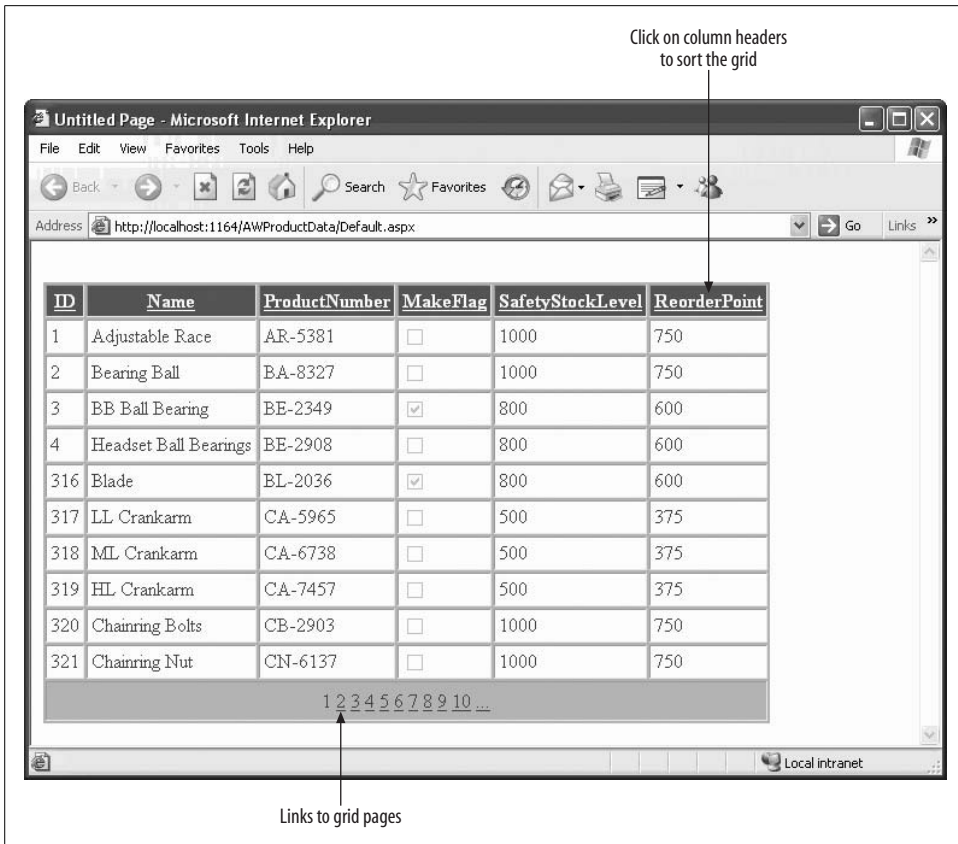 Click on column headers
to sort the grid
Untitled Page - Microsoft Internet Explorer
File Edit View Favorites Tools Help
Back Search Favorites
Address http://localhost:1164/AWProductData/Default.aspx Go Links »
ID Name ProductNumber MakeFlag SafetyStockLevel ReorderPoint
1 Adjustable Race AR-5381 1000 750
2 Bearing Ball BA-8327 1000 750
3 BB Ball Bearing BE-2349 800 600
4 Headset Ball Bearings BE-2908 800 600
316 Blade BL-2036 800 600
317 LL Crankarm CA-5965 500 375
318 ML Crankarm CA-6738 500 375
319 HL Crankarm CA-7457 500 375
320 Chainring Bolts CB-2903 1000 750
321 Chainring Nut CN-6137 1000 750
1 2 3 4 5 6 7 8 9 10 ...
Local intranet
Links to grid pages